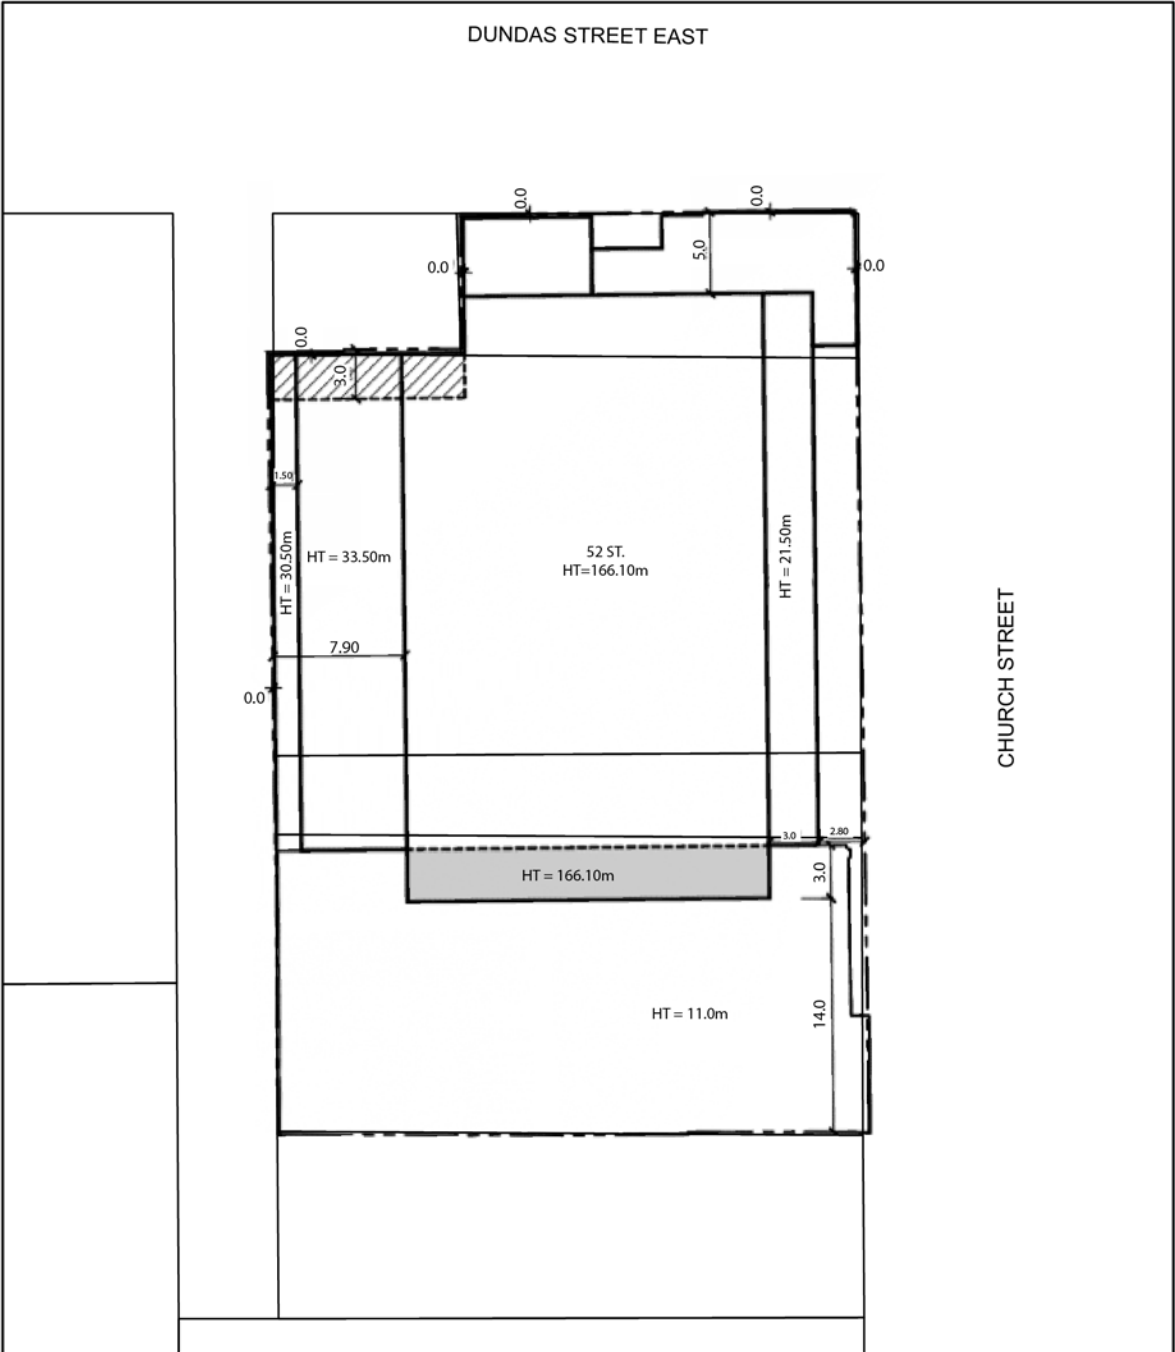 DUNDAS STREET EAST
0.0
0.0
5.0
0.0
0.0
0.0
3.0
1.50
HT = 30.50m
HT = 33.50m
52 ST.
HT=166.10m
HT = 21.50m
CHURCH STREET
7.90
0.0
3.0
2.80
HT = 166.10m
3.0
HT = 11.0m
14.0